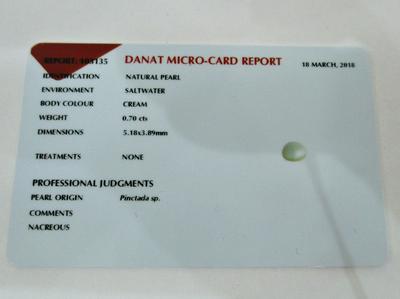 REPORT: 103135 DANAT MICRO-CARD REPORT 18 MARCH, 2018
IDENTIFICATION NATURAL PEARL
ENVIRONMENT SALTWATER
BODY COLOUR CREAM
WEIGHT 0.70 cts
DIMENSIONS 5.18x3.89mm
TREATMENTS NONE
PROFESSIONAL JUDGMENTS
PEARL ORIGIN Pinctada sp.
COMMENTS
NACREOUS